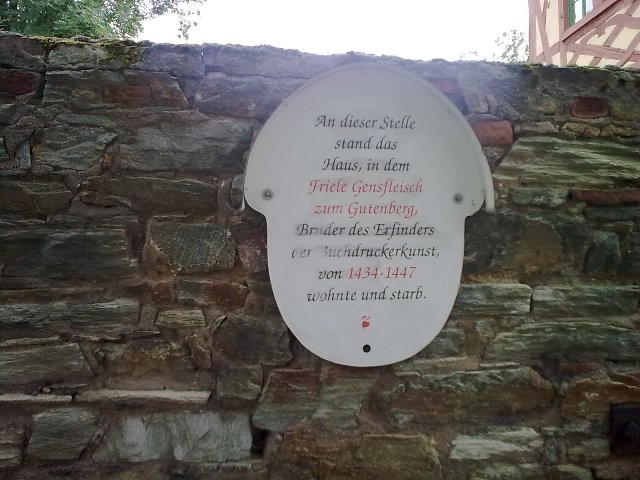 An dieser Stelle
stand das
Haus, in dem
Friele Gensfleisch
zum Gutenberg,
Bruder des Erfinders
der Buchdruckerkunst,
von 1434-1447
wohnte und starb.